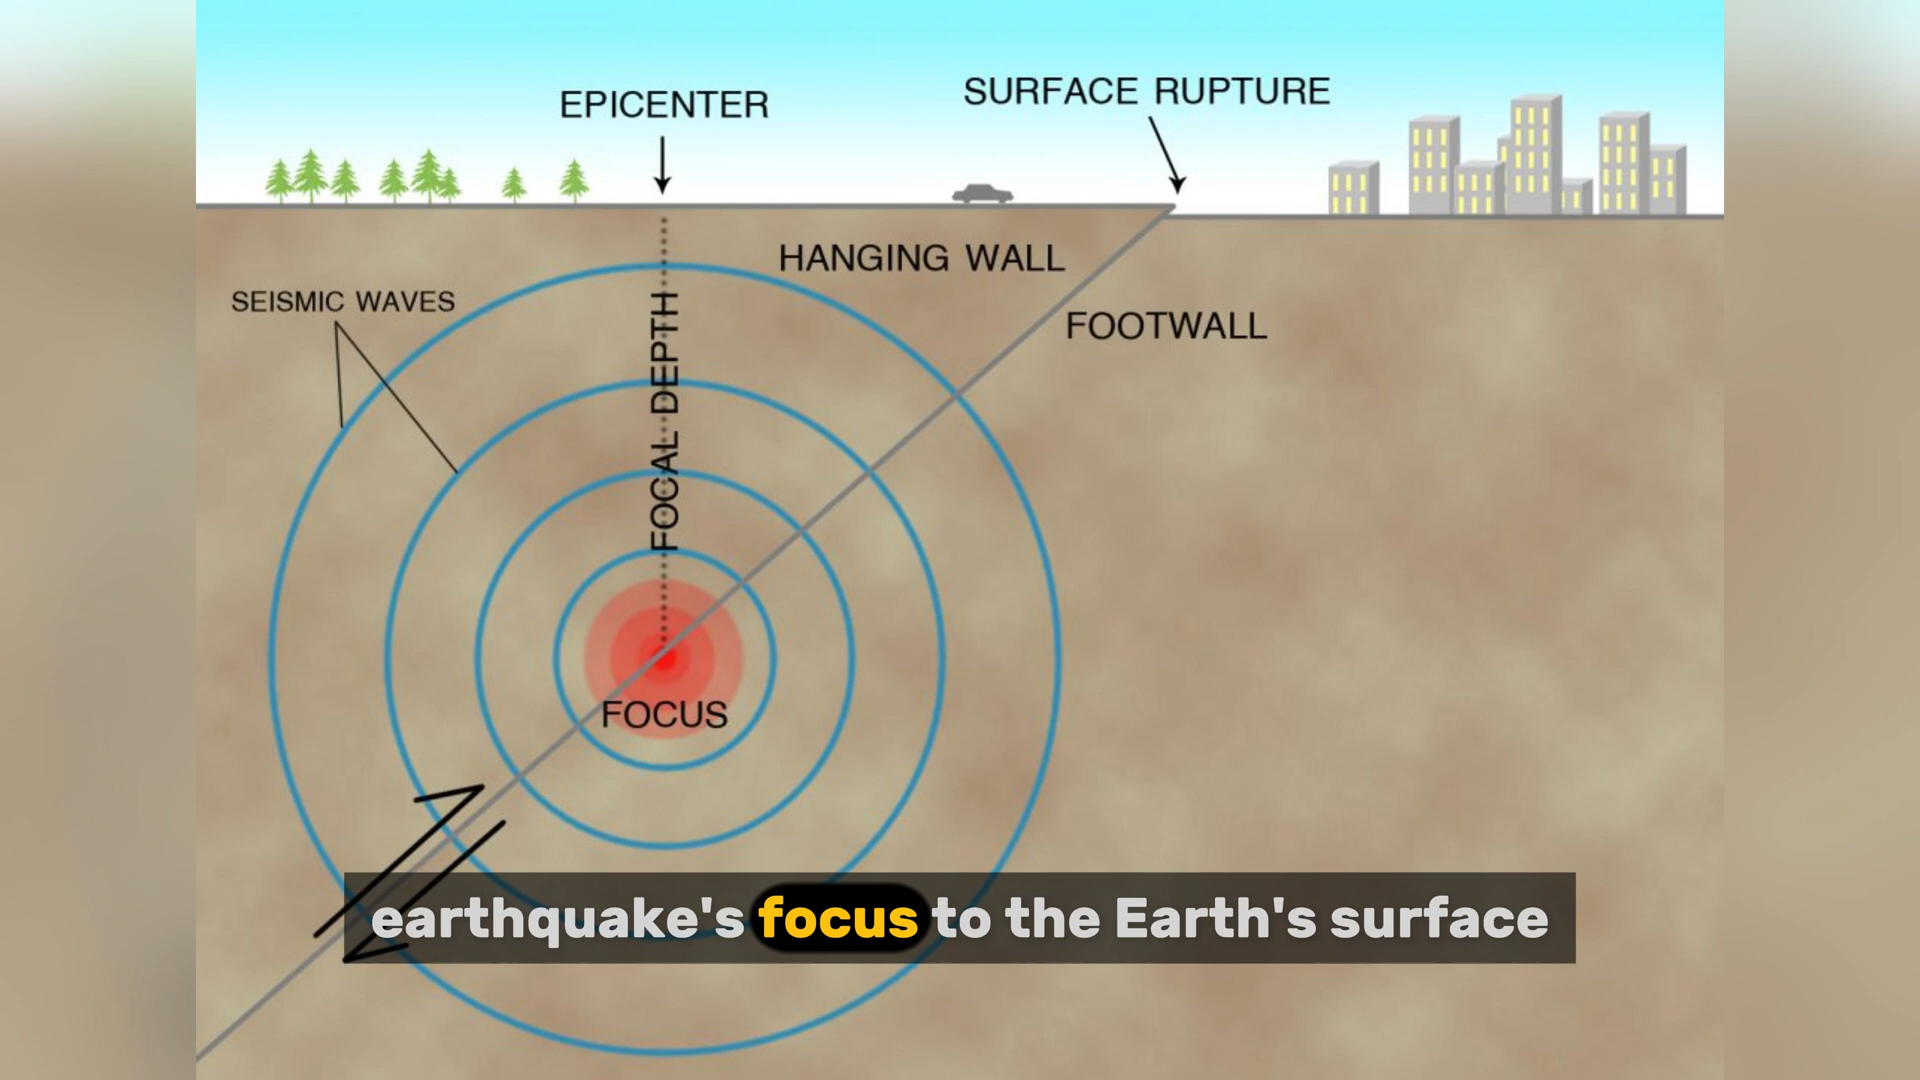 EPICENTER
SURFACE RUPTURE
HANGING WALL
SEISMIC WAVES
FOOTWALL
FOCAL DEPTH
FOCUS
earthquake's focus to the Earth's surface